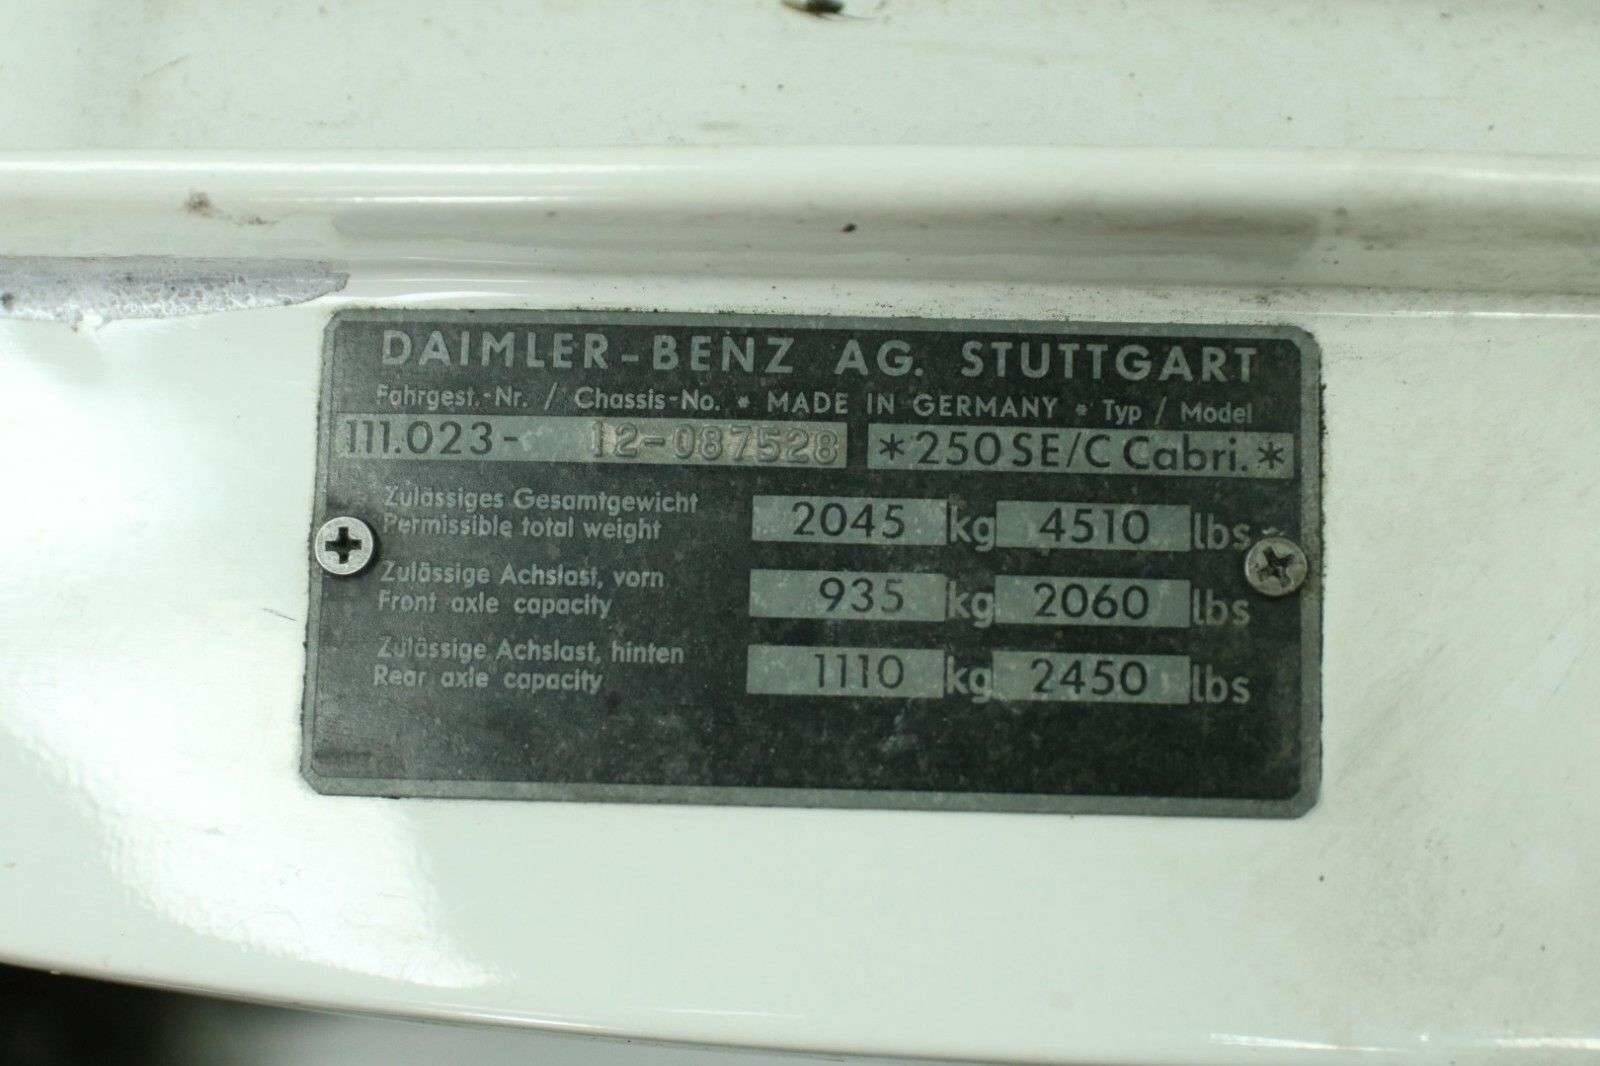 DAIMLER-BENZ AG. STUTTGART
Fahrgest.-Nr. / Chassis-No. * MADE IN GERMANY * Typ / Model
111.023- 12-087528 *250SE/C Cabri.*
Zulässiges Gesamtgewicht
Permissible total weight 2045 kg 4510 lbs
Zulässige Achslast, vorn
Front axle capacity 935 kg 2060 lbs
Zulässige Achslast, hinten
Rear axle capacity 1110 kg 2450 lbs